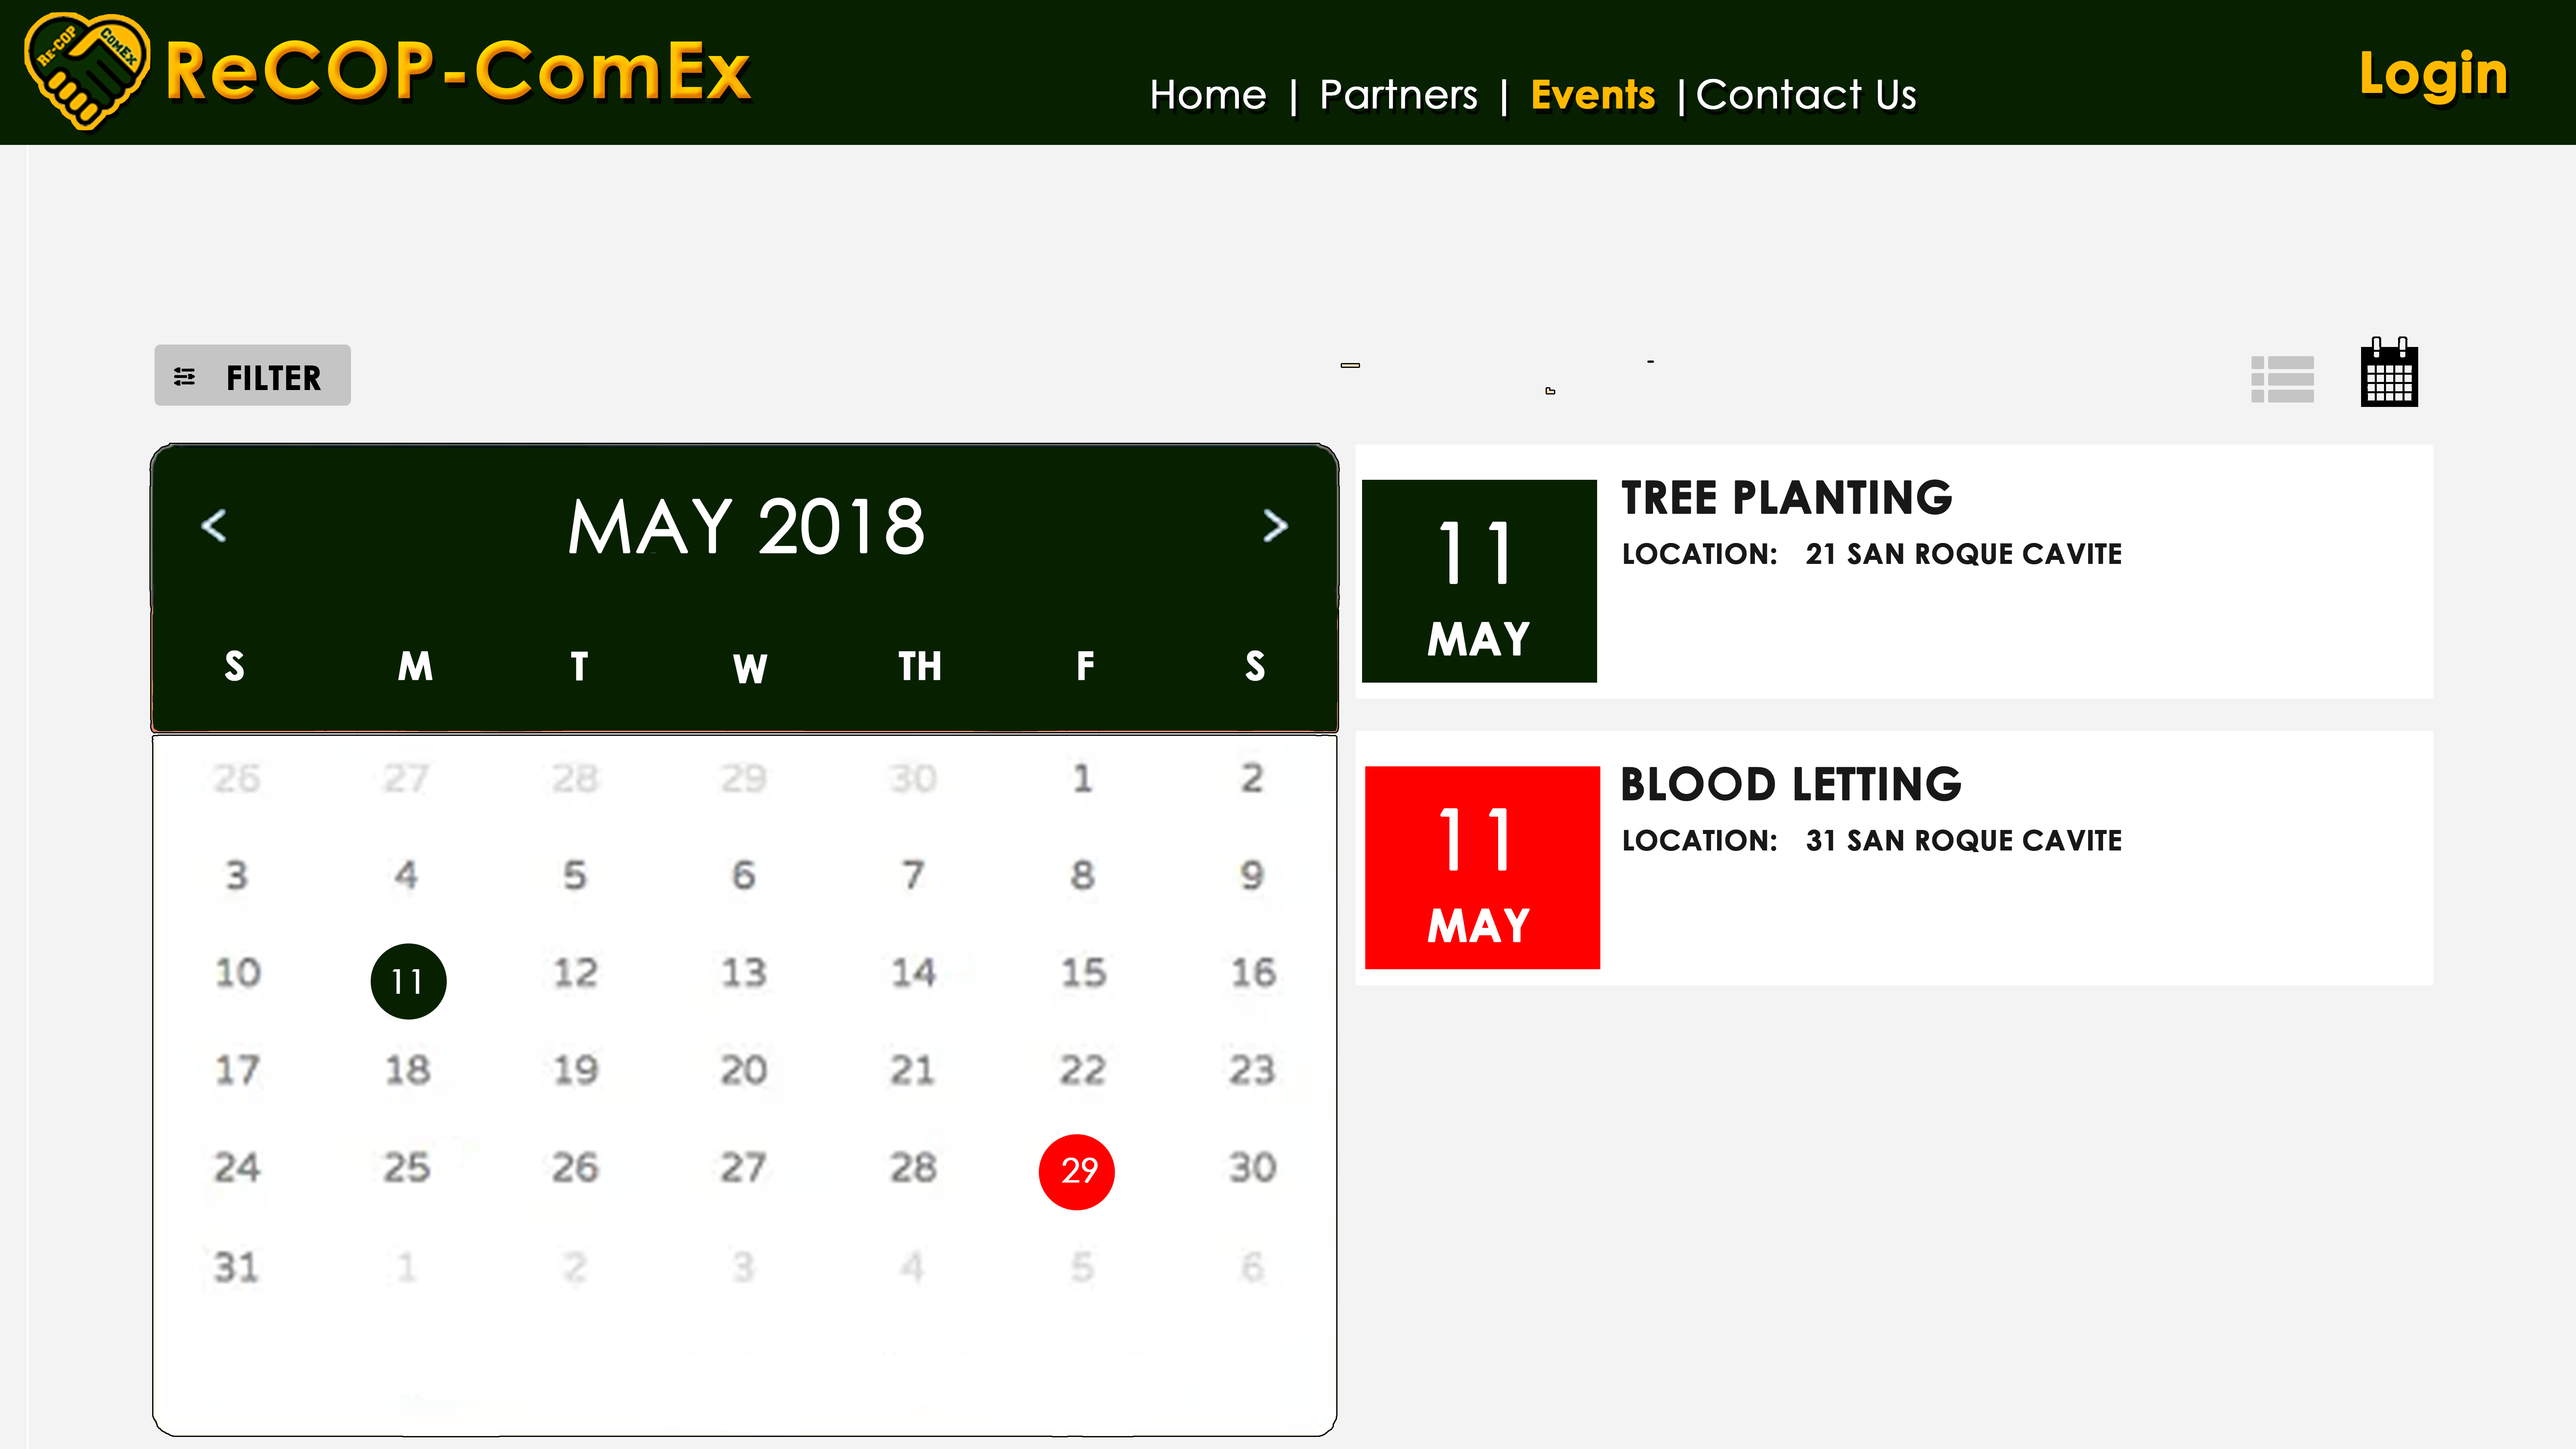 RE-COP COMEX
ReCOP-ComEx
Home | Partners | Events |Contact Us
Login
FILTER
< MAY 2018 >
S M T W TH F S
26 27 28 29 30 1 2
3 4 5 6 7 8 9
10 11 12 13 14 15 16
17 18 19 20 21 22 23
24 25 26 27 28 29 30
31 1 2 3 4 5 6
11
MAY
TREE PLANTING
LOCATION: 21 SAN ROQUE CAVITE
11
MAY
BLOOD LETTING
LOCATION: 31 SAN ROQUE CAVITE